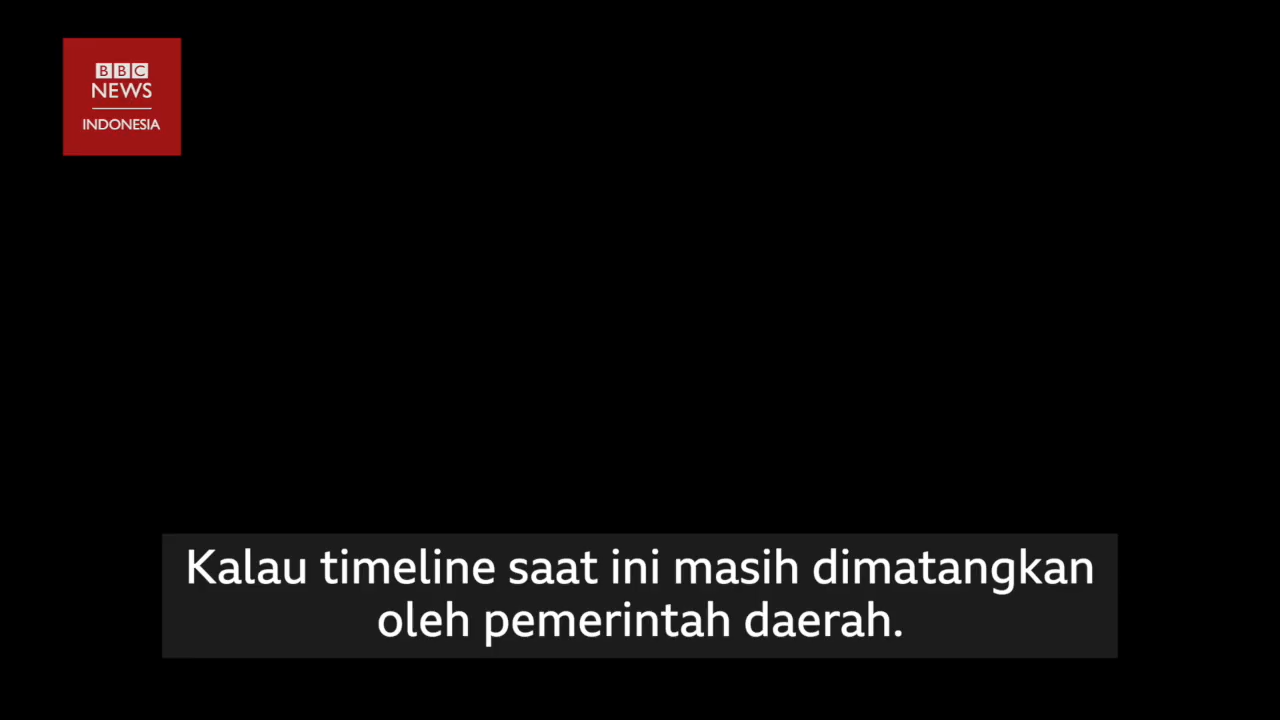 BBC
NEWS
INDONESIA
Kalau timeline saat ini masih dimatangkan
oleh pemerintah daerah.